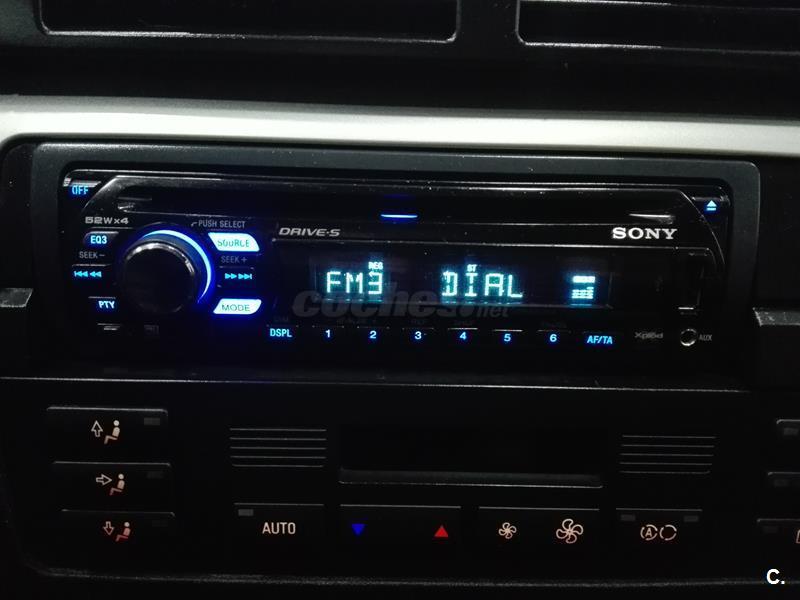 OFF
52W×4
PUSH SELECT
EQ3
SOURCE
DRIVE-S
SONY
SEEK−
SEEK+
REG
ST
FM3 DIAL
PTY
MODE
coches.net
DSPL 1 2 3 4 5 6 AF/TA
Xplod
AUX
AUTO
A
C.